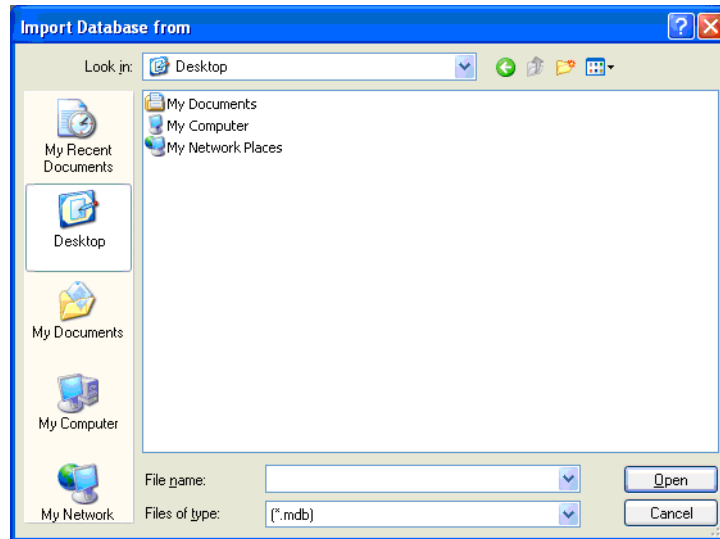 Import Database from
Look in: Desktop
My Documents
My Computer
My Network Places
My Recent
Documents
Desktop
My Documents
My Computer
My Network
File name:
Open
Files of type: (*.mdb)
Cancel